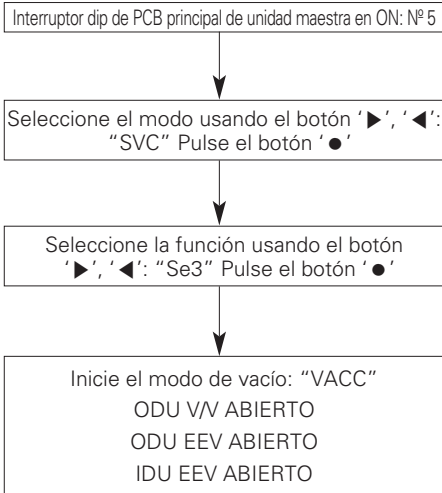 Interruptor dip de PCB principal de unidad maestra en ON: Nº 5
Seleccione el modo usando el botón ‘▶’, ‘◀’:
“SVC” Pulse el botón ‘●’
Seleccione la función usando el botón
‘▶’, ‘◀’: “Se3” Pulse el botón ‘●’
Inicie el modo de vacío: “VACC”
ODU V/V ABIERTO
ODU EEV ABIERTO
IDU EEV ABIERTO